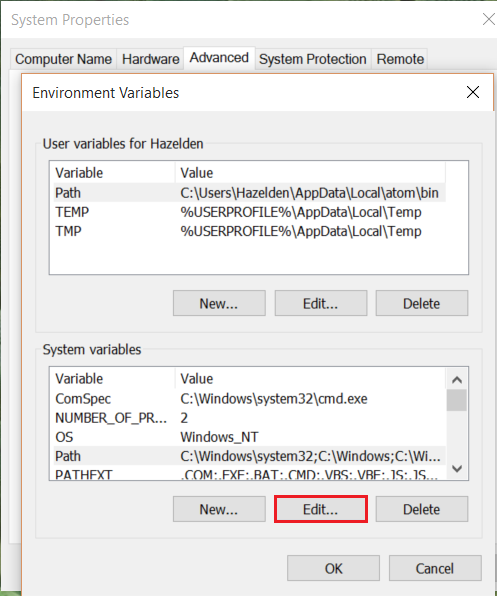 System Properties
Computer Name Hardware Advanced System Protection Remote
Environment Variables
User variables for Hazelden
Variable Value
Path C:\Users\Hazelden\AppData\Local\atom\bin
TEMP %USERPROFILE%\AppData\Local\Temp
TMP %USERPROFILE%\AppData\Local\Temp
New... Edit... Delete
System variables
Variable Value
ComSpec C:\Windows\system32\cmd.exe
NUMBER_OF_PR... 2
OS Windows_NT
Path C:\Windows\system32;C:\Windows;C:\Wi...
PATHEXT .COM;.EXE;.BAT;.CMD;.VBS;.VBE;.JS;.JS...
New... Edit... Delete
OK Cancel